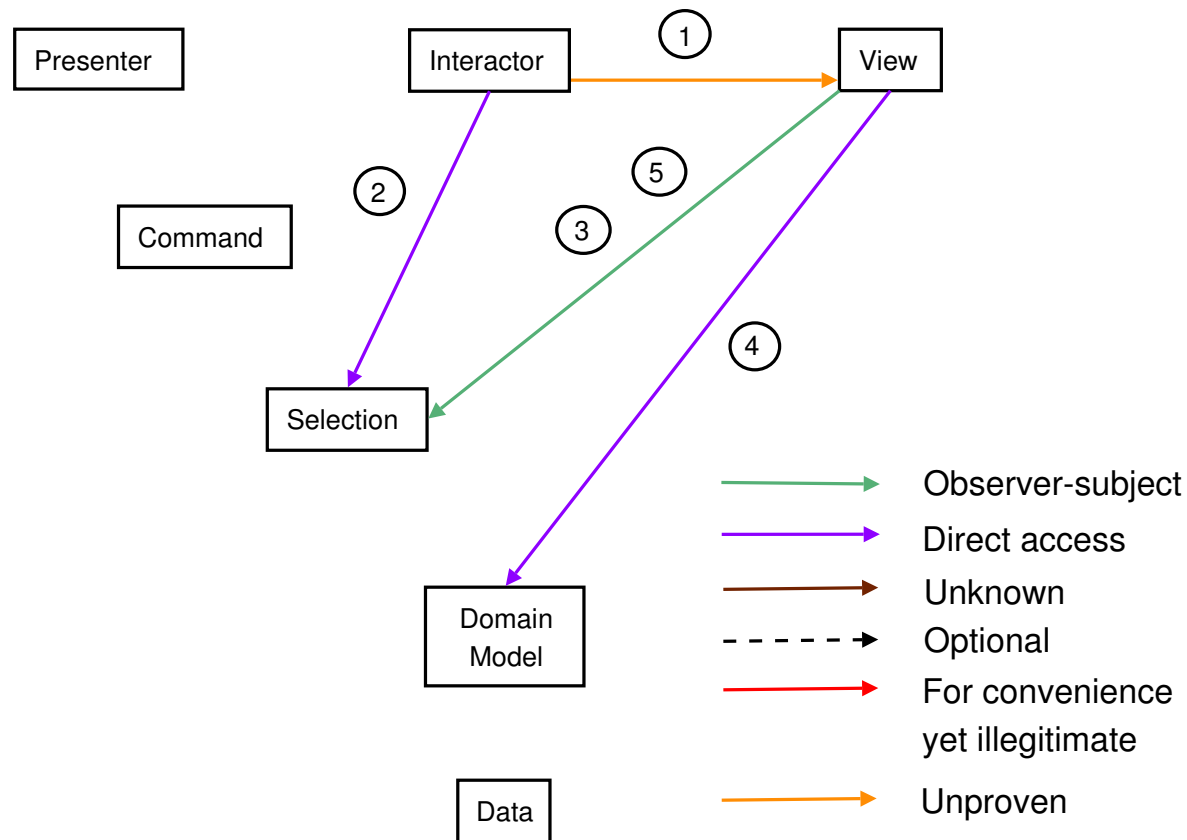 Presenter
Interactor
1
View
2
5
3
Command
4
Selection
Domain
Model
Data
Observer-subject
Direct access
Unknown
Optional
For convenience
yet illegitimate
Unproven